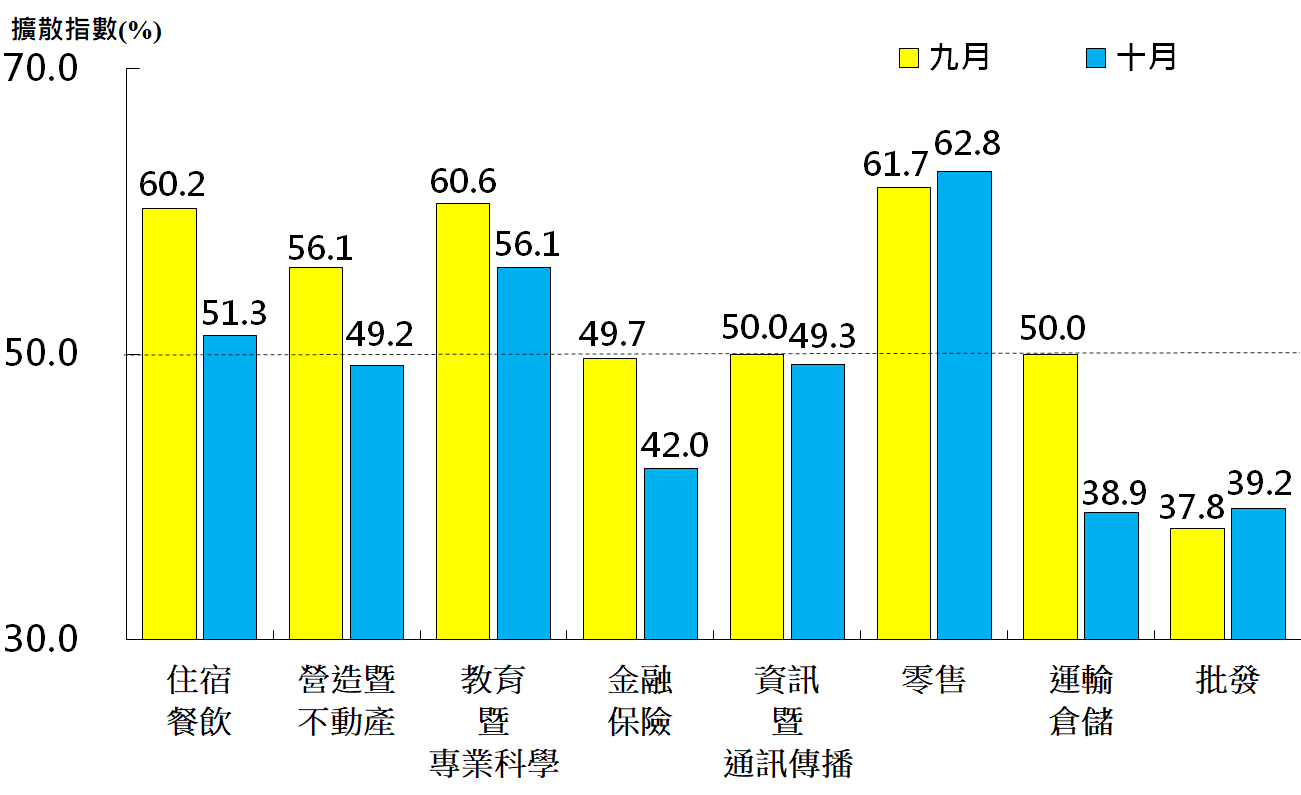 擴散指數(%)
九月 十月
70.0
50.0
30.0
60.2 51.3
56.1 49.2
60.6 56.1
49.7 42.0
50.0 49.3
61.7 62.8
50.0 38.9
37.8 39.2
住宿
餐飲
營造暨
不動產
教育
暨
專業科學
金融
保險
資訊
暨
通訊傳播
零售
運輸
倉儲
批發